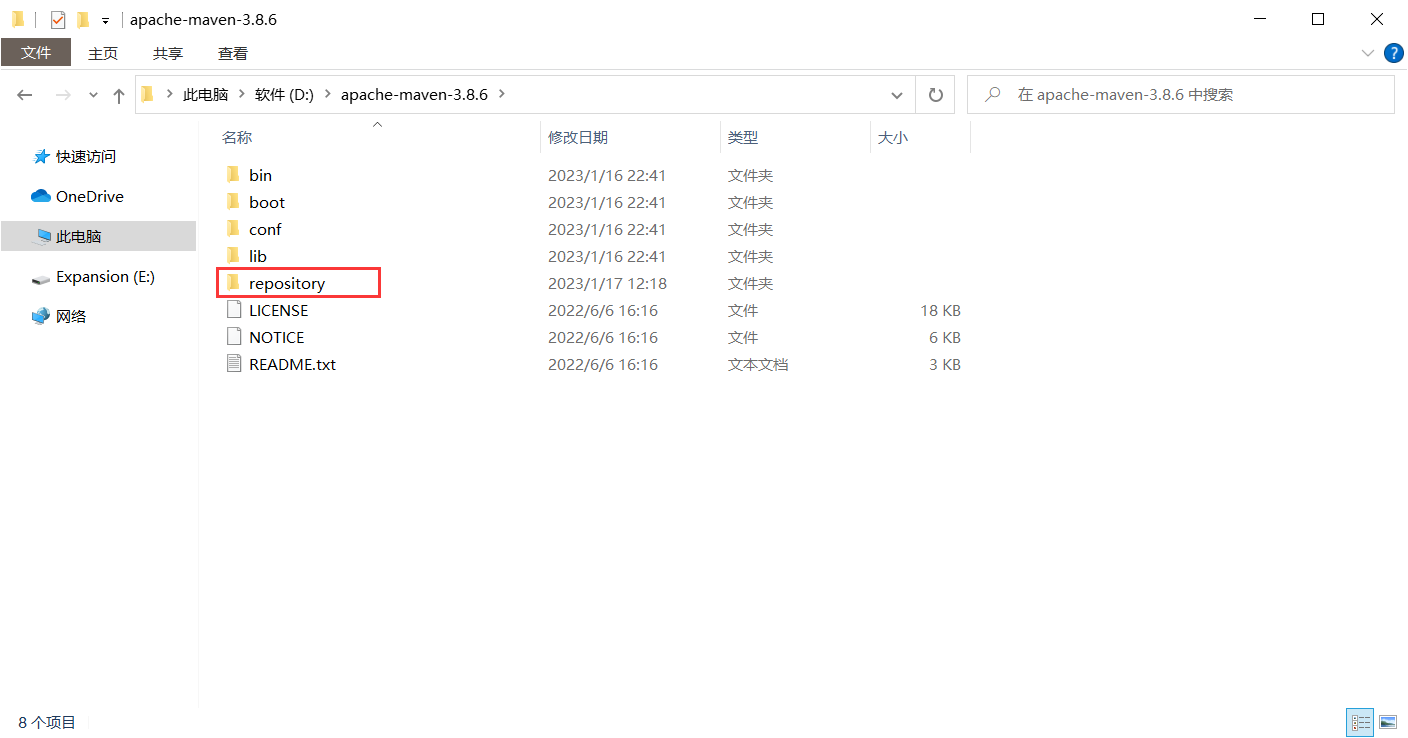 apache-maven-3.8.6
文件 主页 共享 查看
此电脑 软件 (D:) apache-maven-3.8.6
在 apache-maven-3.8.6 中搜索
名称 修改日期 类型 大小
快速访问
OneDrive
此电脑
Expansion (E:)
网络
bin 2023/1/16 22:41 文件夹
boot 2023/1/16 22:41 文件夹
conf 2023/1/16 22:41 文件夹
lib 2023/1/16 22:41 文件夹
repository 2023/1/17 12:18 文件夹
LICENSE 2022/6/6 16:16 文件 18 KB
NOTICE 2022/6/6 16:16 文件 6 KB
README.txt 2022/6/6 16:16 文本文档 3 KB
8 个项目